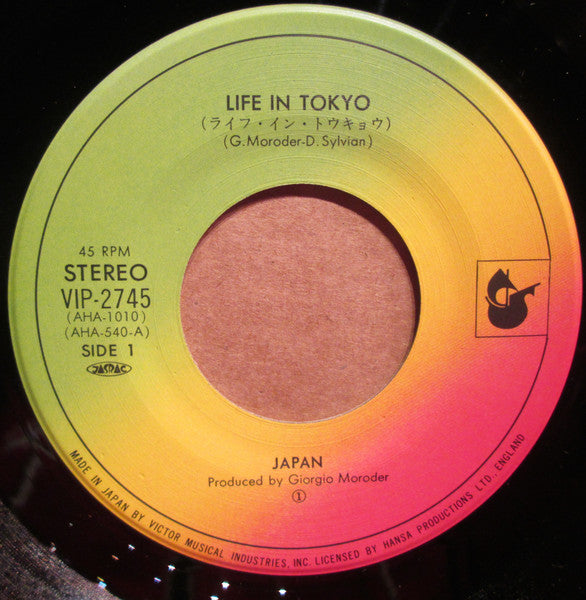 LIFE IN TOKYO
(ライフ・イン・トウキョウ)
(G.Moroder-D.Sylvian)
45 RPM
STEREO
VIP-2745
(AHA-1010)
(AHA-540-A)
SIDE 1
JASRAC
JAPAN
Produced by Giorgio Moroder
①
MADE IN JAPAN BY VICTOR MUSICAL INDUSTRIES, INC. LICENSED BY HANSA PRODUCTIONS LTD., ENGLAND